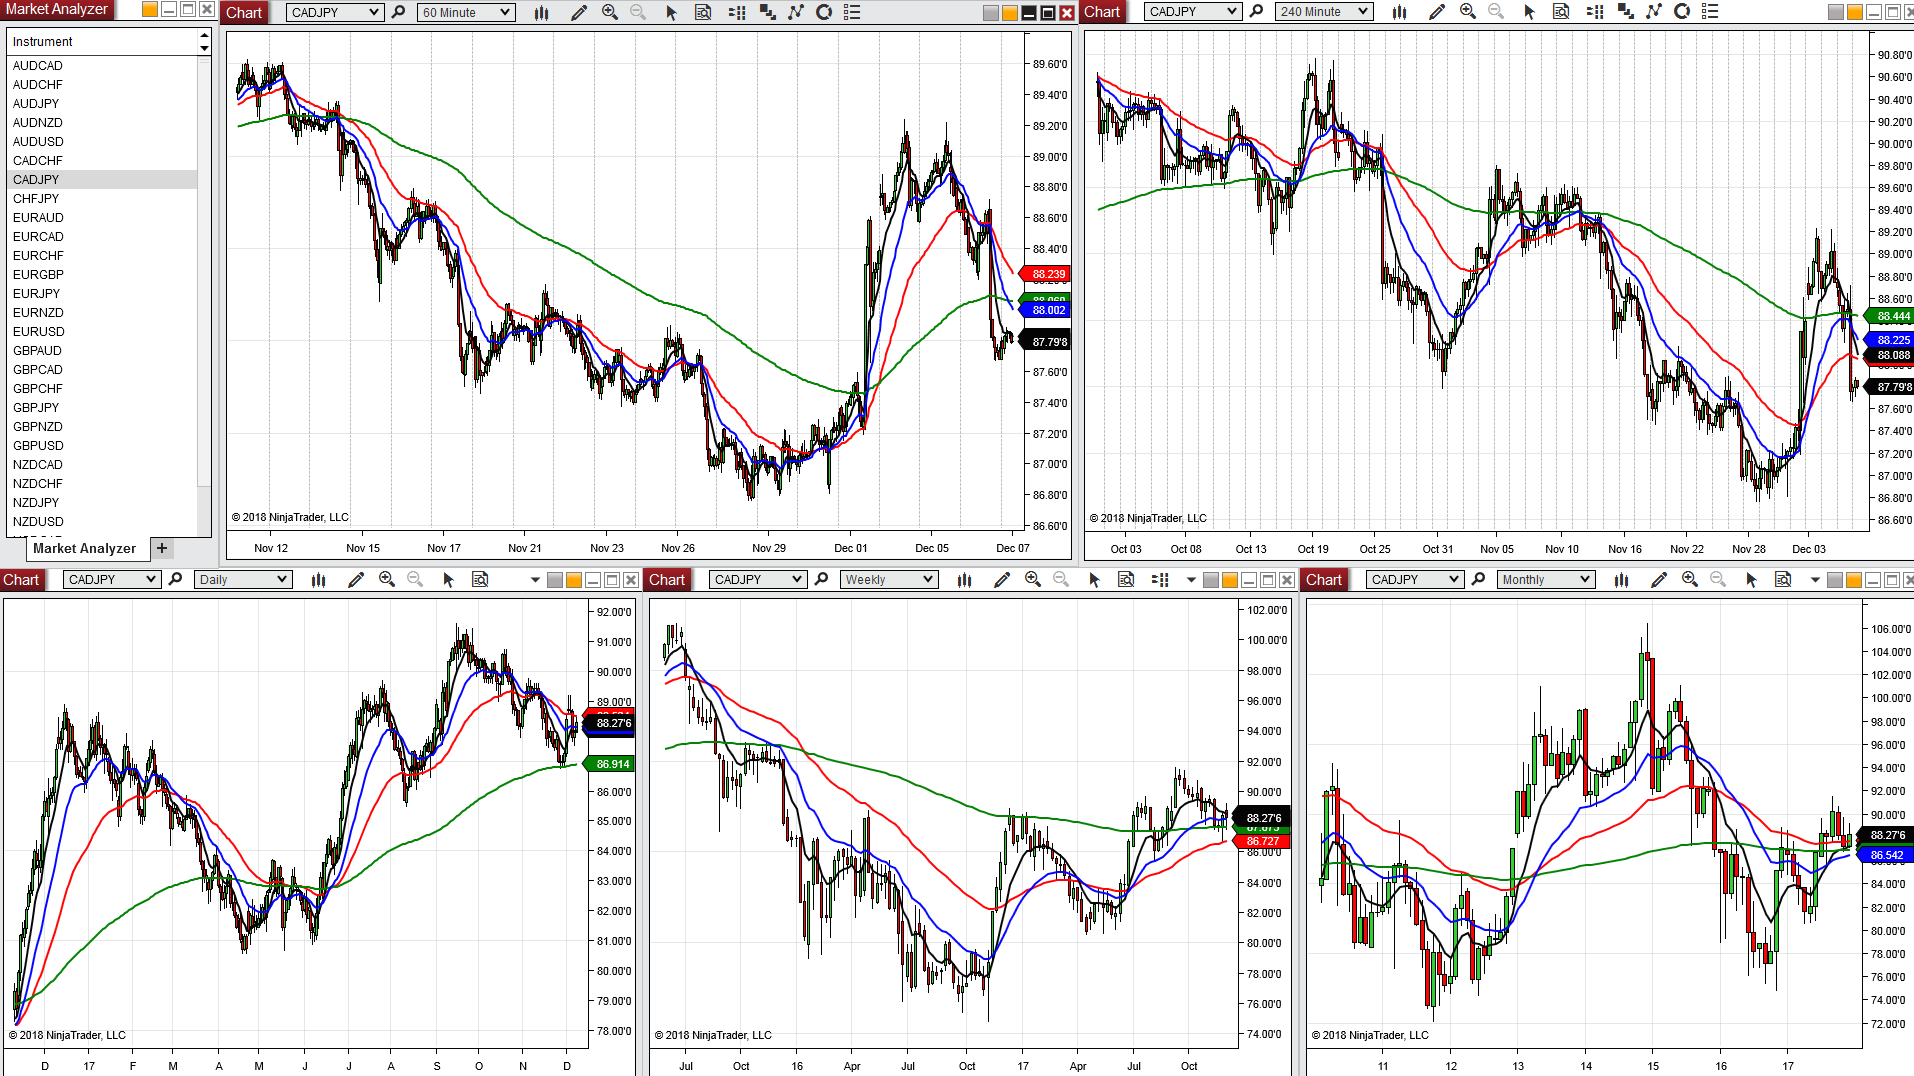 Market Analyzer
Instrument
AUDCAD
AUDCHF
AUDJPY
AUDNZD
AUDUSD
CADCHF
CADJPY
CHFJPY
EURAUD
EURCAD
EURCHF
EURGBP
EURJPY
EURNZD
EURUSD
GBPAUD
GBPCAD
GBPCHF
GBPJPY
GBPNZD
GBPUSD
NZDCAD
NZDCHF
NZDJPY
NZDUSD
Market Analyzer +
Chart CADJPY 60 Minute
89.60'0
89.40'0
89.20'0
89.00'0
88.80'0
88.60'0
88.40'0
88.239
88.002
87.79'8
87.60'0
87.40'0
87.20'0
87.00'0
86.80'0
86.60'0
© 2018 NinjaTrader, LLC
Nov 12 Nov 15 Nov 17 Nov 21 Nov 23 Nov 26 Nov 29 Dec 01 Dec 05 Dec 07
Chart CADJPY 240 Minute
90.80'0
90.60'0
90.40'0
90.20'0
90.00'0
89.80'0
89.60'0
89.40'0
89.20'0
89.00'0
88.80'0
88.60'0
88.444
88.225
88.088
87.79'8
87.60'0
87.40'0
87.20'0
87.00'0
86.80'0
86.60'0
© 2018 NinjaTrader, LLC
Oct 03 Oct 08 Oct 13 Oct 19 Oct 25 Oct 31 Nov 05 Nov 10 Nov 16 Nov 22 Nov 28 Dec 03
Chart CADJPY Daily
92.00'0
91.00'0
90.00'0
89.00'0
88.27'6
86.914
86.00'0
85.00'0
84.00'0
83.00'0
82.00'0
81.00'0
80.00'0
79.00'0
78.00'0
© 2018 NinjaTrader, LLC
D 17 F M A M J J A S O N D
Chart CADJPY Weekly
102.00'0
100.00'0
98.00'0
96.00'0
94.00'0
92.00'0
90.00'0
88.27'6
86.727
86.00'0
84.00'0
82.00'0
80.00'0
78.00'0
76.00'0
74.00'0
© 2018 NinjaTrader, LLC
Jul Oct 16 Apr Jul Oct 17 Apr Jul Oct
Chart CADJPY Monthly
106.00'0
104.00'0
102.00'0
100.00'0
98.00'0
96.00'0
94.00'0
92.00'0
90.00'0
88.27'6
86.542
84.00'0
82.00'0
80.00'0
78.00'0
76.00'0
74.00'0
72.00'0
© 2018 NinjaTrader, LLC
11 12 13 14 15 16 17